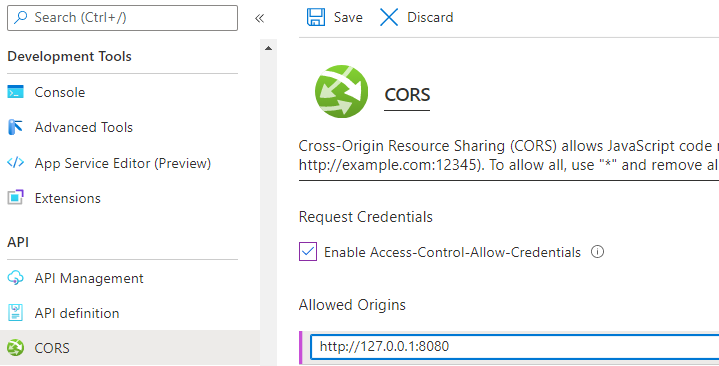 Search (Ctrl+/)
«
Development Tools
Console
Advanced Tools
App Service Editor (Preview)
Extensions
API
API Management
API definition
CORS
Save
Discard
CORS
Cross-Origin Resource Sharing (CORS) allows JavaScript code
http://example.com:12345). To allow all, use "*" and remove
Request Credentials
Enable Access-Control-Allow-Credentials
Allowed Origins
http://127.0.0.1:8080